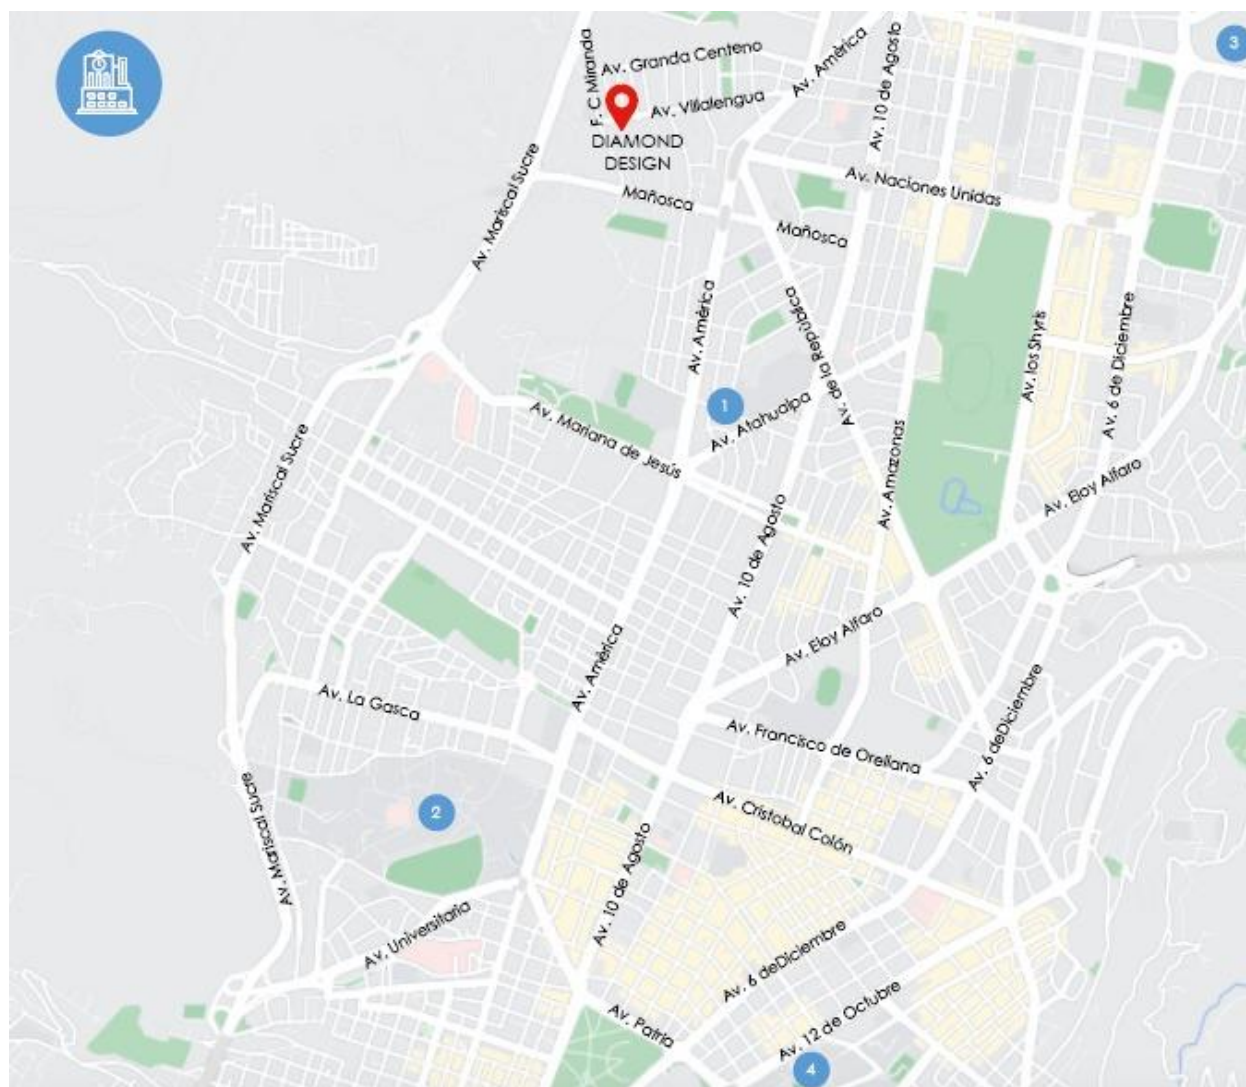 3
F. C Miranda
Av. Granda Centeno
Av. América
Av. 10 de Agosto
Av. Villalengua
DIAMOND
DESIGN
Av. Mariscal Sucre
Av. Naciones Unidas
Mañosca
Mañosca
Av. América
Av. de la República
Av. los Shyris
Av. 6 de Diciembre
1
Av. Atahualpa
Av. Mariana de Jesús
Av. Mariscal Sucre
Av. Amazonas
Av. Eloy Alfaro
Av. 10 de Agosto
Av. Eloy Alfaro
Av. América
Av. La Gasca
Av. Francisco de Orellana
Av. 6 deDiciembre
Av. Mariscal Sucre
2
Av. Cristobal Colón
Av. 10 de Agosto
Av. Universitaria
Av. 6 deDiciembre
Av. Patria
Av. 12 de Octubre
4